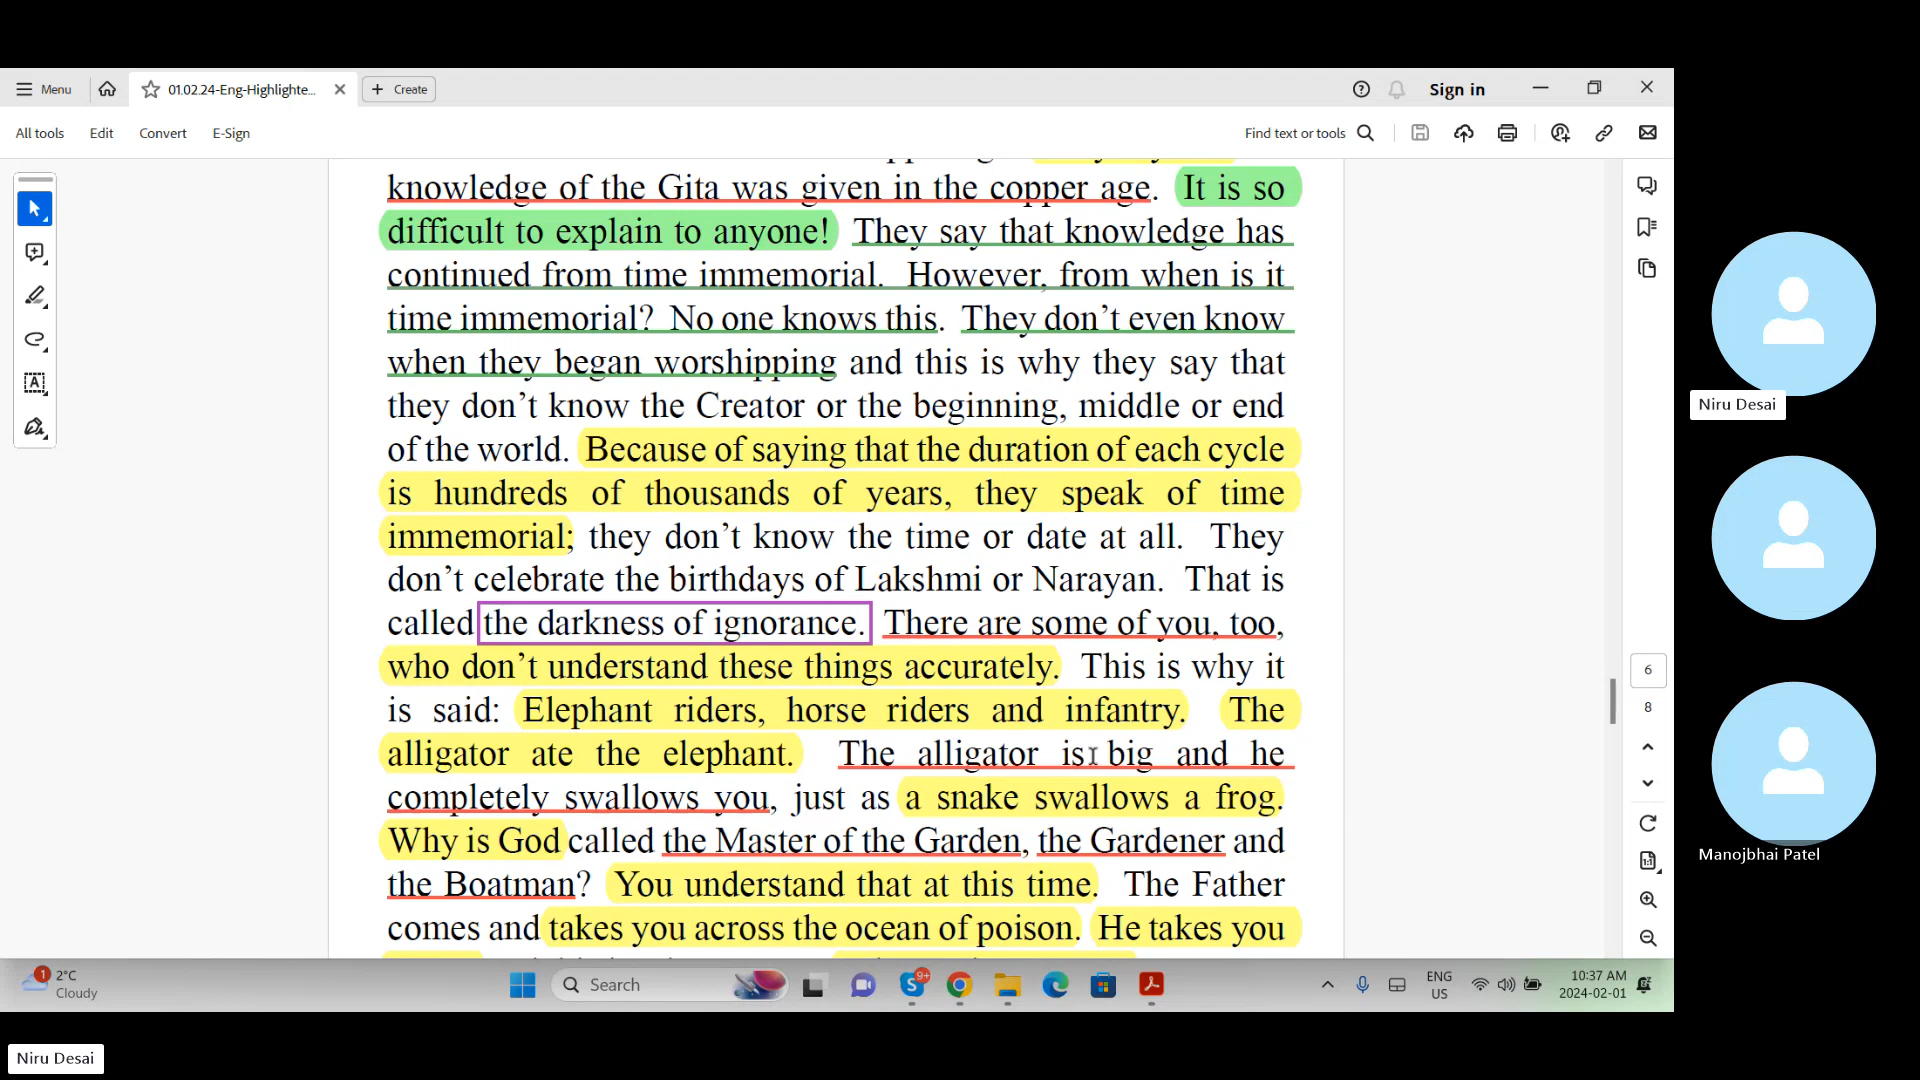 Menu
01.02.24-Eng-Highlighte...
Create
Sign in
All tools
Edit
Convert
E-Sign
Find text or tools
knowledge of the Gita was given in the copper age. It is so
difficult to explain to anyone! They say that knowledge has
continued from time immemorial. However, from when is it
time immemorial? No one knows this. They don't even know
when they began worshipping and this is why they say that
they don't know the Creator or the beginning, middle or end
of the world. Because of saying that the duration of each cycle
is hundreds of thousands of years, they speak of time
immemorial; they don't know the time or date at all. They
don't celebrate the birthdays of Lakshmi or Narayan. That is
called the darkness of ignorance. There are some of you, too,
who don't understand these things accurately. This is why it
is said: Elephant riders, horse riders and infantry. The
alligator ate the elephant. The alligator is big and he
completely swallows you, just as a snake swallows a frog.
Why is God called the Master of the Garden, the Gardener and
the Boatman? You understand that at this time. The Father
comes and takes you across the ocean of poison. He takes you
6
8
Niru Desai
Manojbhai Patel
1
2°C
Cloudy
Search
S
9+
ENG
US
10:37 AM
2024-02-01
Niru Desai